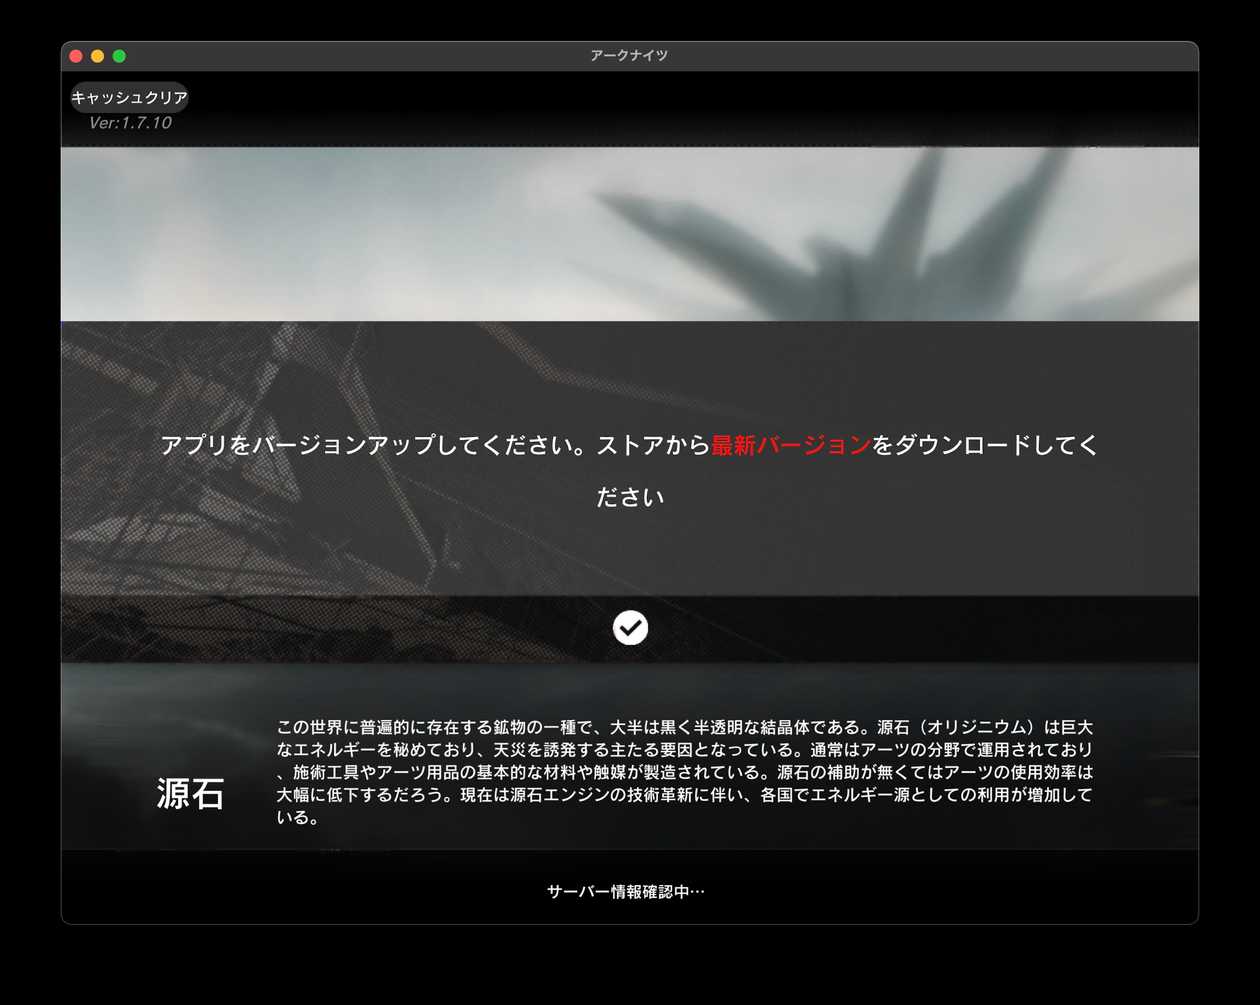 アークナイツ
キャッシュクリア
Ver:1.7.10
アプリをバージョンアップしてください。ストアから最新バージョンをダウンロードしてく
ださい
この世界に普遍的に存在する鉱物の一種で、大半は黒く半透明な結晶体である。源石（オリジニウム）は巨大
なエネルギーを秘めており、天災を誘発する主たる要因となっている。通常はアーツの分野で運用されており
、施術工具やアーツ用品の基本的な材料や触媒が製造されている。源石の補助が無くてはアーツの使用効率は
大幅に低下するだろう。現在は源石エンジンの技術革新に伴い、各国でエネルギー源としての利用が増加して
いる。
源石
サーバー情報確認中…